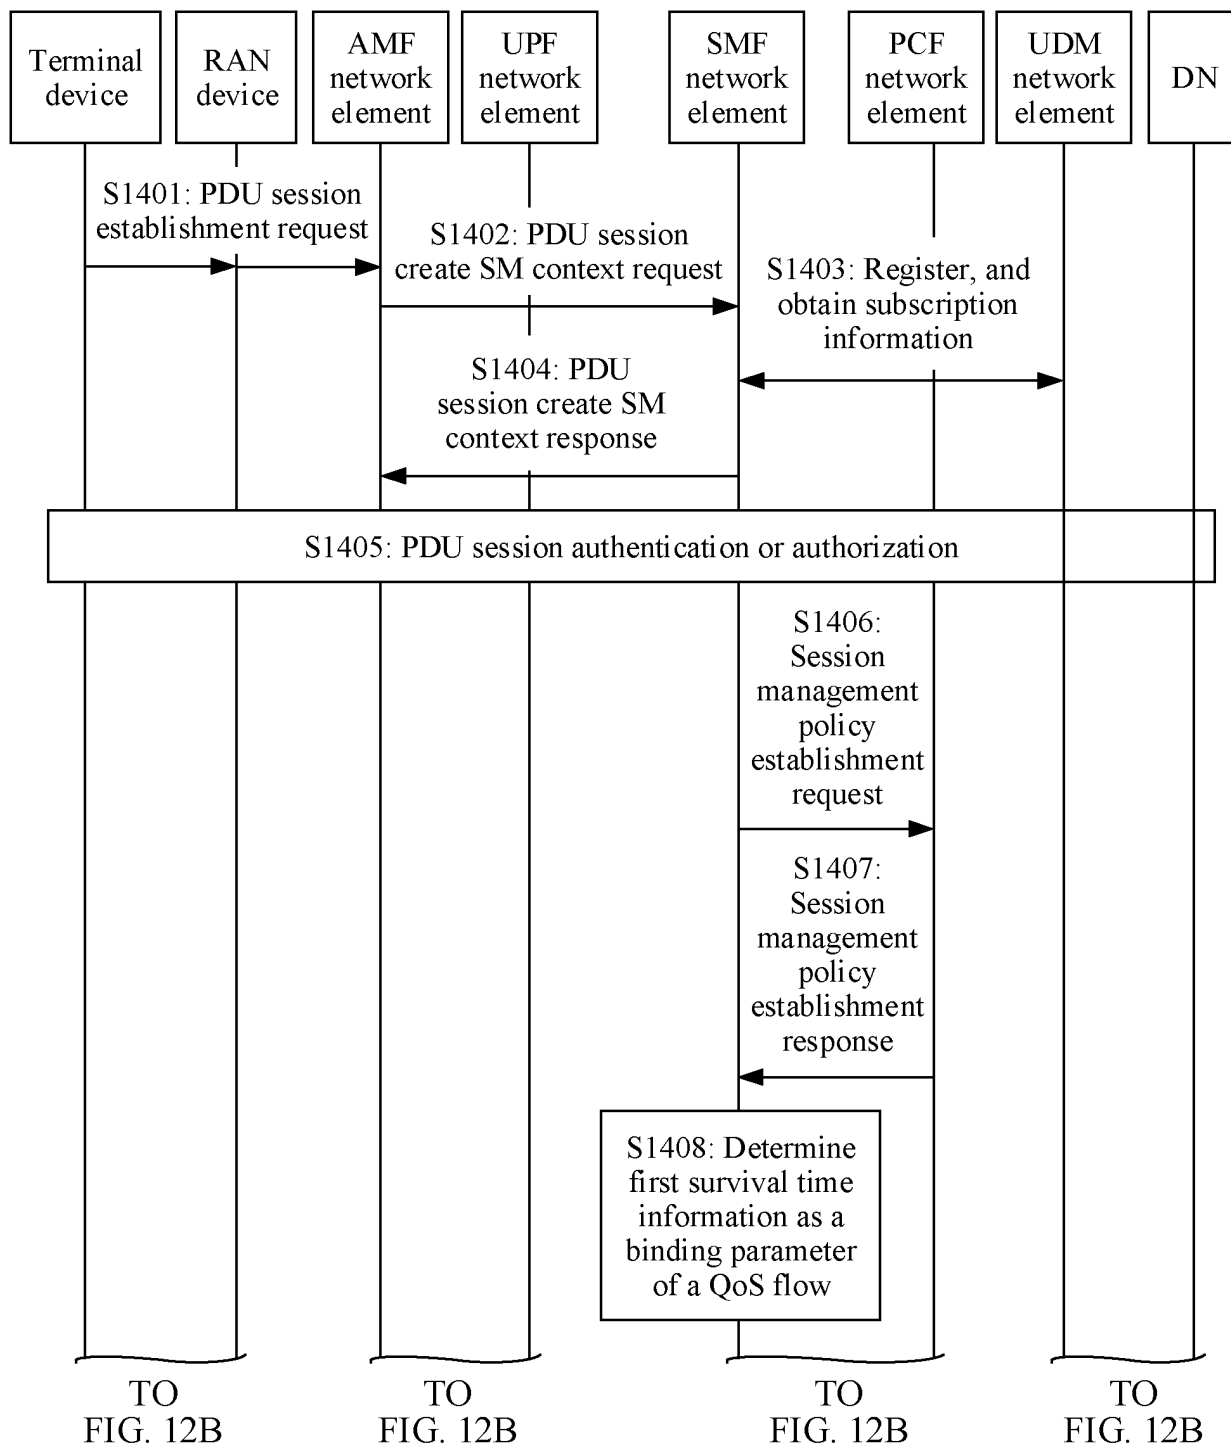 Terminal
device
RAN
device
AMF
network
element
UPF
network
element
SMF
network
element
PCF
network
element
UDM
network
element
DN
S1401: PDU session
establishment request
S1402: PDU session
create SM context request
S1403: Register, and
obtain subscription
information
S1404: PDU
session create SM
context response
S1405: PDU session authentication or authorization
S1406:
Session
management
policy
establishment
request
S1407:
Session
management
policy
establishment
response
S1408: Determine
first survival time
information as a
binding parameter
of a QoS flow
TO
FIG. 12B
TO
FIG. 12B
TO
FIG. 12B
TO
FIG. 12B